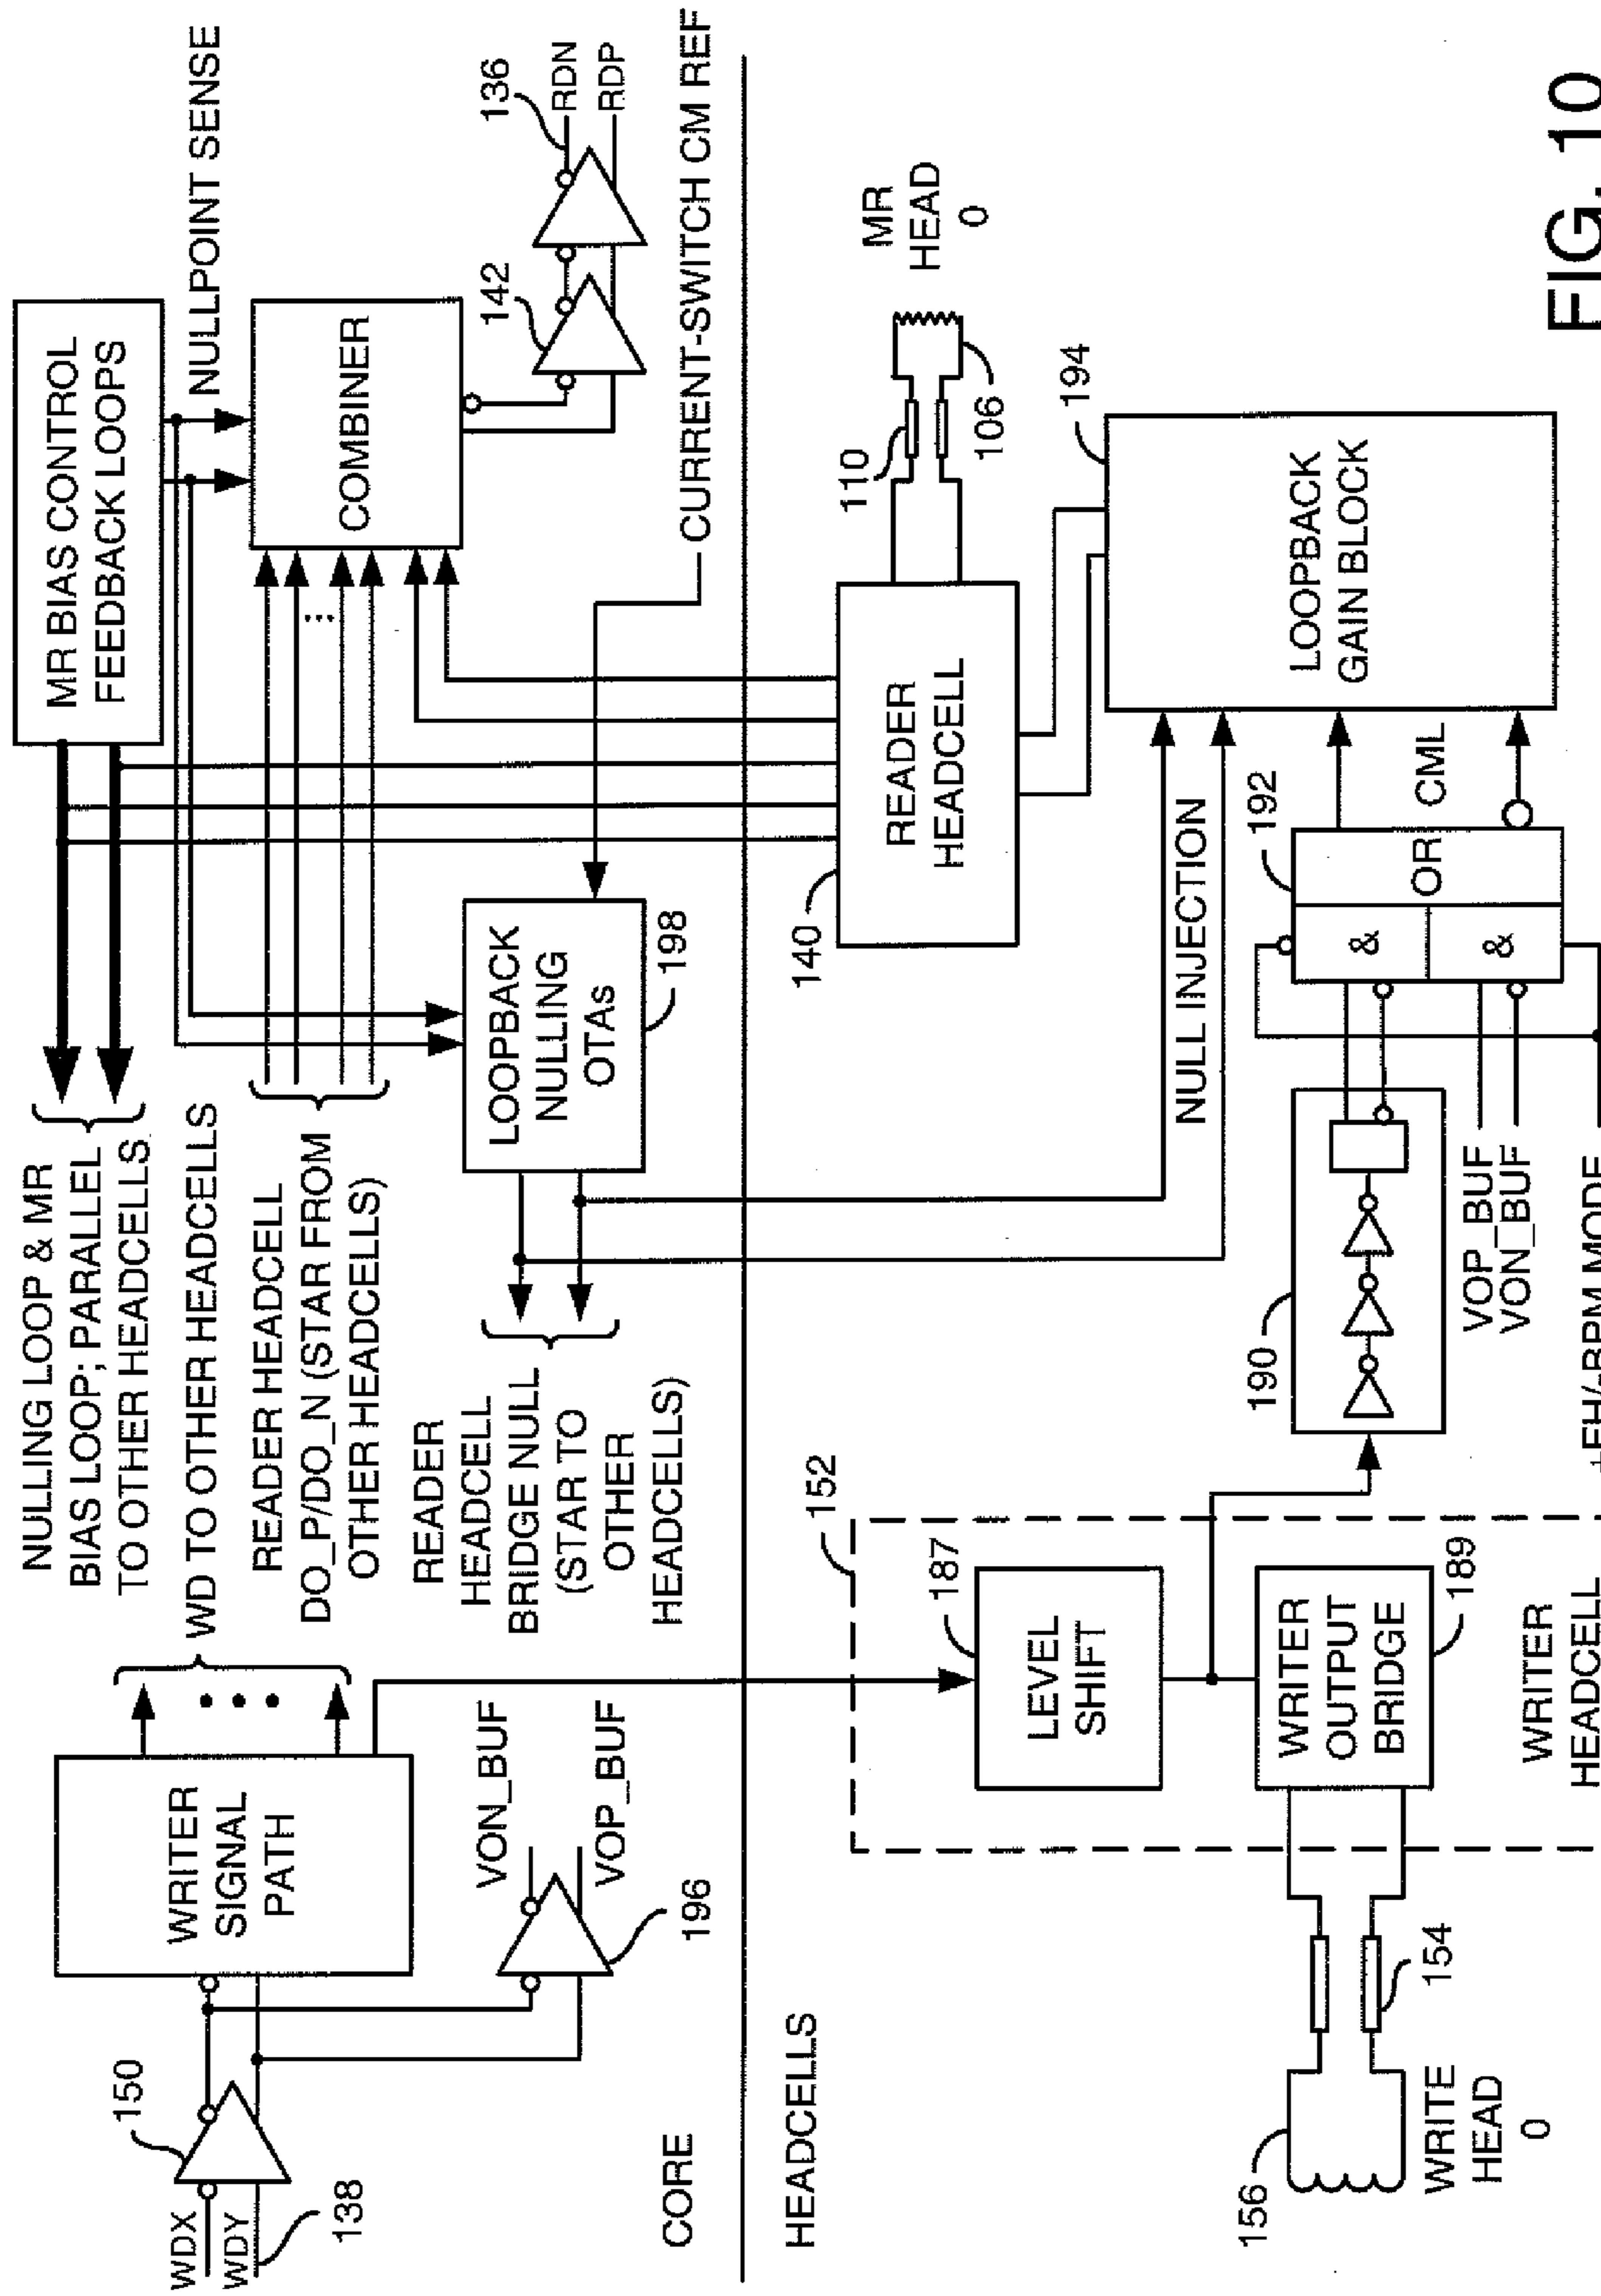 MR BIAS CONTROL
FEEDBACK LOOPS
NULLPOINT SENSE
COMBINER
142
136
RDN
RDP
CURRENT-SWITCH CM REF
NULLING LOOP & MR
BIAS LOOP; PARALLEL
TO OTHER HEADCELLS
WD TO OTHER HEADCELLS
READER HEADCELL
DO_P/DO_N (STAR FROM
OTHER HEADCELLS)
...
LOOPBACK
NULLING
OTAs
198
READER
HEADCELL
BRIDGE NULL
(STAR TO
OTHER
HEADCELLS)
WRITER
SIGNAL
PATH
150
WDX
WDY
138
VON_BUF
VOP_BUF
196
CORE
HEADCELLS
MR
HEAD
0
110
106
READER
HEADCELL
140
194
LOOPBACK
GAIN BLOCK
NULL INJECTION
CML
192
OR
&
&
190
VOP_BUF
VON_BUF
152
187
LEVEL
SHIFT
WRITER
OUTPUT
BRIDGE
189
WRITER
HEADCELL
154
156
WRITE
HEAD
0
FIG. 10